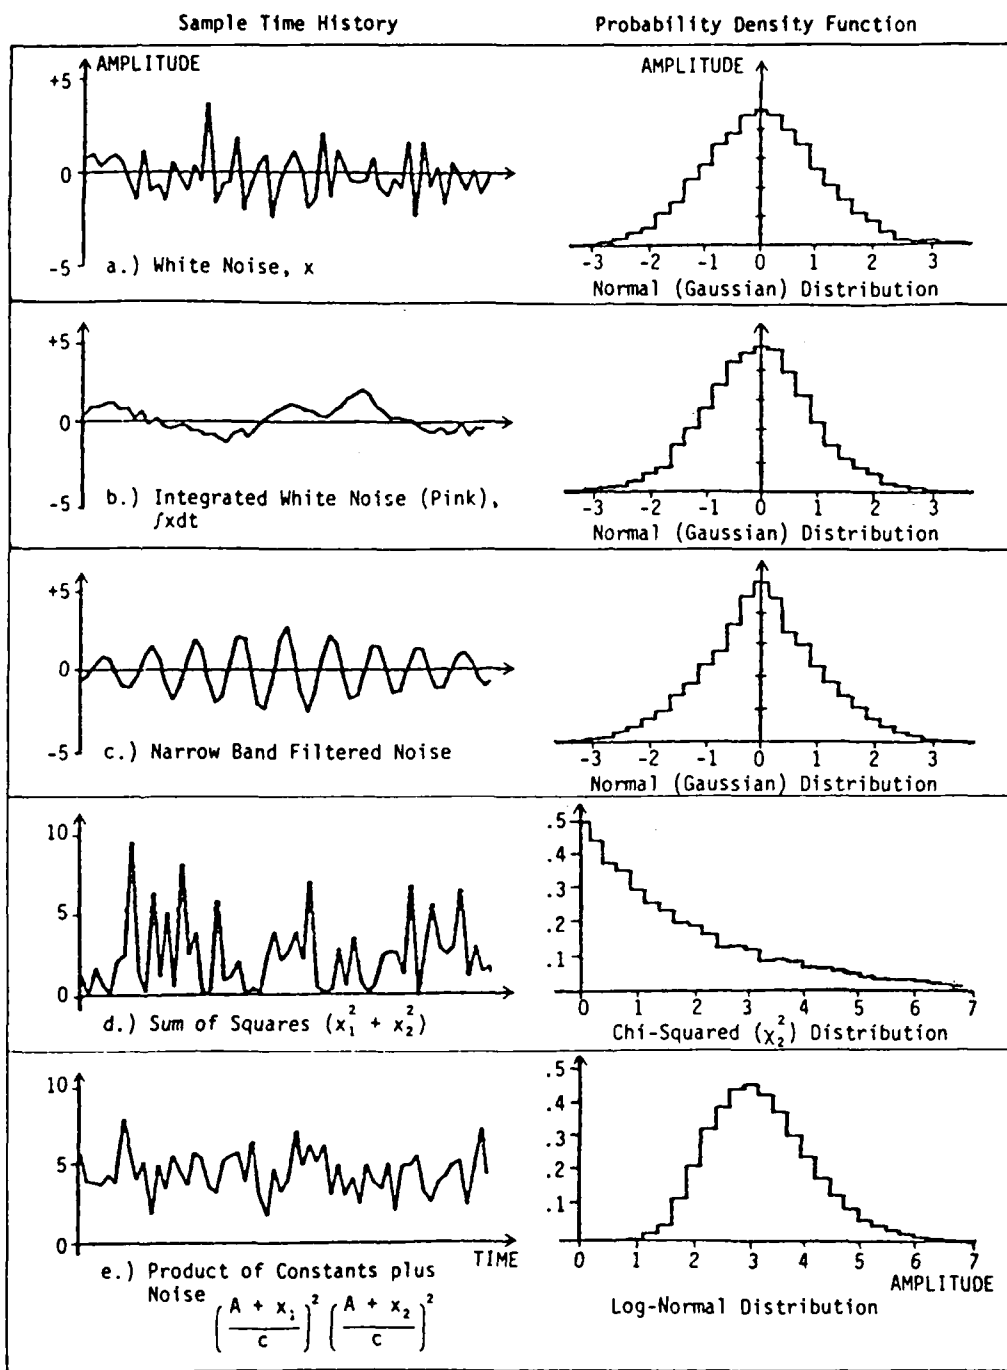 Sample Time History
Probability Density Function
AMPLITUDE
+5
0
-5
a.) White Noise, x
AMPLITUDE
-3 -2 -1 0 1 2 3
Normal (Gaussian) Distribution
+5
0
-5
b.) Integrated White Noise (Pink),
∫xdt
-3 -2 -1 0 1 2 3
Normal (Gaussian) Distribution
+5
0
-5
c.) Narrow Band Filtered Noise
-3 -2 -1 0 1 2 3
Normal (Gaussian) Distribution
10
5
0
d.) Sum of Squares (x₁² + x₂²)
.5
.4
.3
.2
.1
0 1 2 3 4 5 6 7
Chi-Squared (χ₂²) Distribution
10
5
0
TIME
e.) Product of Constants plus
Noise
((A + x₁)/c)² ((A + x₂)/c)²
.5
.4
.3
.2
.1
0 1 2 3 4 5 6 7
AMPLITUDE
Log-Normal Distribution